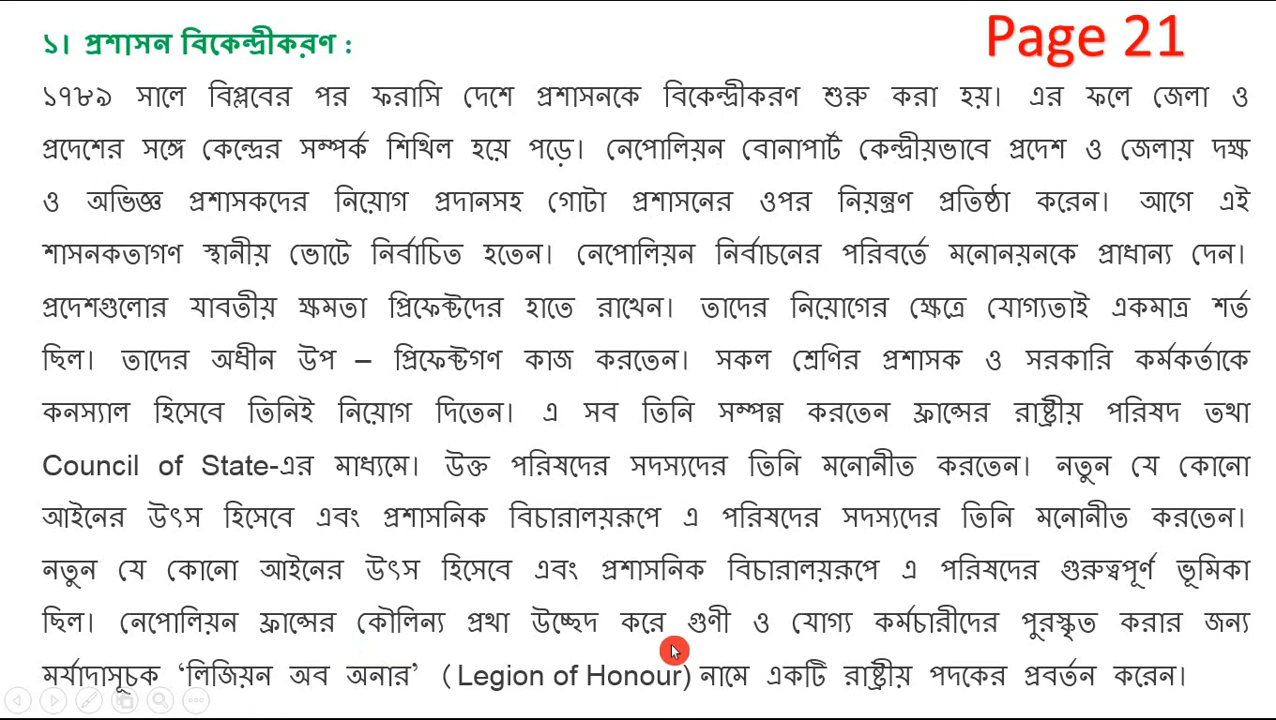 Page 21
১। প্রশাসন বিকেন্দ্রীকরণ :
১৭৮৯ সালে বিপ্লবের পর ফরাসি দেশে প্রশাসনকে বিকেন্দ্রীকরণ শুরু করা হয়। এর ফলে জেলা ও
প্রদেশের সঙ্গে কেন্দ্রের সম্পর্ক শিথিল হয়ে পড়ে। নেপোলিয়ন বোনাপার্ট কেন্দ্রীয়ভাবে প্রদেশ ও জেলায় দক্ষ
ও অভিজ্ঞ প্রশাসকদের নিয়োগ প্রদানসহ গোটা প্রশাসনের ওপর নিয়ন্ত্রণ প্রতিষ্ঠা করেন। আগে এই
শাসনকতাগণ স্থানীয় ভোটে নির্বাচিত হতেন। নেপোলিয়ন নির্বাচনের পরিবর্তে মনোনয়নকে প্রাধান্য দেন।
প্রদেশগুলোর যাবতীয় ক্ষমতা প্রিফেক্টদের হাতে রাখেন। তাদের নিয়োগের ক্ষেত্রে যোগ্যতাই একমাত্র শর্ত
ছিল। তাদের অধীন উপ – প্রিফেক্টগণ কাজ করতেন। সকল শ্রেণির প্রশাসক ও সরকারি কর্মকর্তাকে
কনস্যাল হিসেবে তিনিই নিয়োগ দিতেন। এ সব তিনি সম্পন্ন করতেন ফ্রান্সের রাষ্ট্রীয় পরিষদ তথা
Council of State-এর মাধ্যমে। উক্ত পরিষদের সদস্যদের তিনি মনোনীত করতেন। নতুন যে কোনো
আইনের উৎস হিসেবে এবং প্রশাসনিক বিচারালয়রূপে এ পরিষদের সদস্যদের তিনি মনোনীত করতেন।
নতুন যে কোনো আইনের উৎস হিসেবে এবং প্রশাসনিক বিচারালয়রূপে এ পরিষদের গুরুত্বপূর্ণ ভূমিকা
ছিল। নেপোলিয়ন ফ্রান্সের কৌলিন্য প্রথা উচ্ছেদ করে গুণী ও যোগ্য কর্মচারীদের পুরস্কৃত করার জন্য
মর্যাদাসূচক ‘লিজিয়ন অব অনার’ (Legion of Honour) নামে একটি রাষ্ট্রীয় পদকের প্রবর্তন করেন।